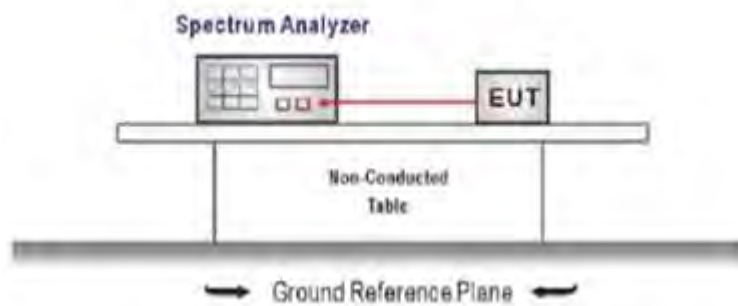 Spectrum Analyzer
EUT
Non-Conducted
Table
Ground Reference Plane